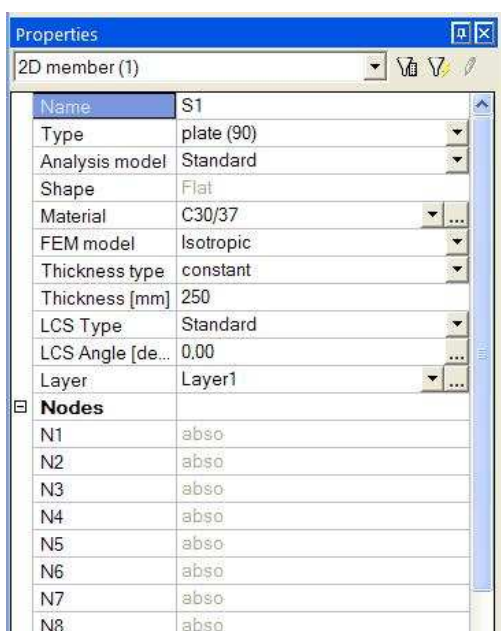 Properties
2D member (1)
Name S1
Type plate (90)
Analysis model Standard
Shape Flat
Material C30/37 ...
FEM model Isotropic
Thickness type constant
Thickness [mm] 250
LCS Type Standard
LCS Angle [de... 0,00 ...
Layer Layer1 ...
Nodes
N1 abso
N2 abso
N3 abso
N4 abso
N5 abso
N6 abso
N7 abso
N8 abso